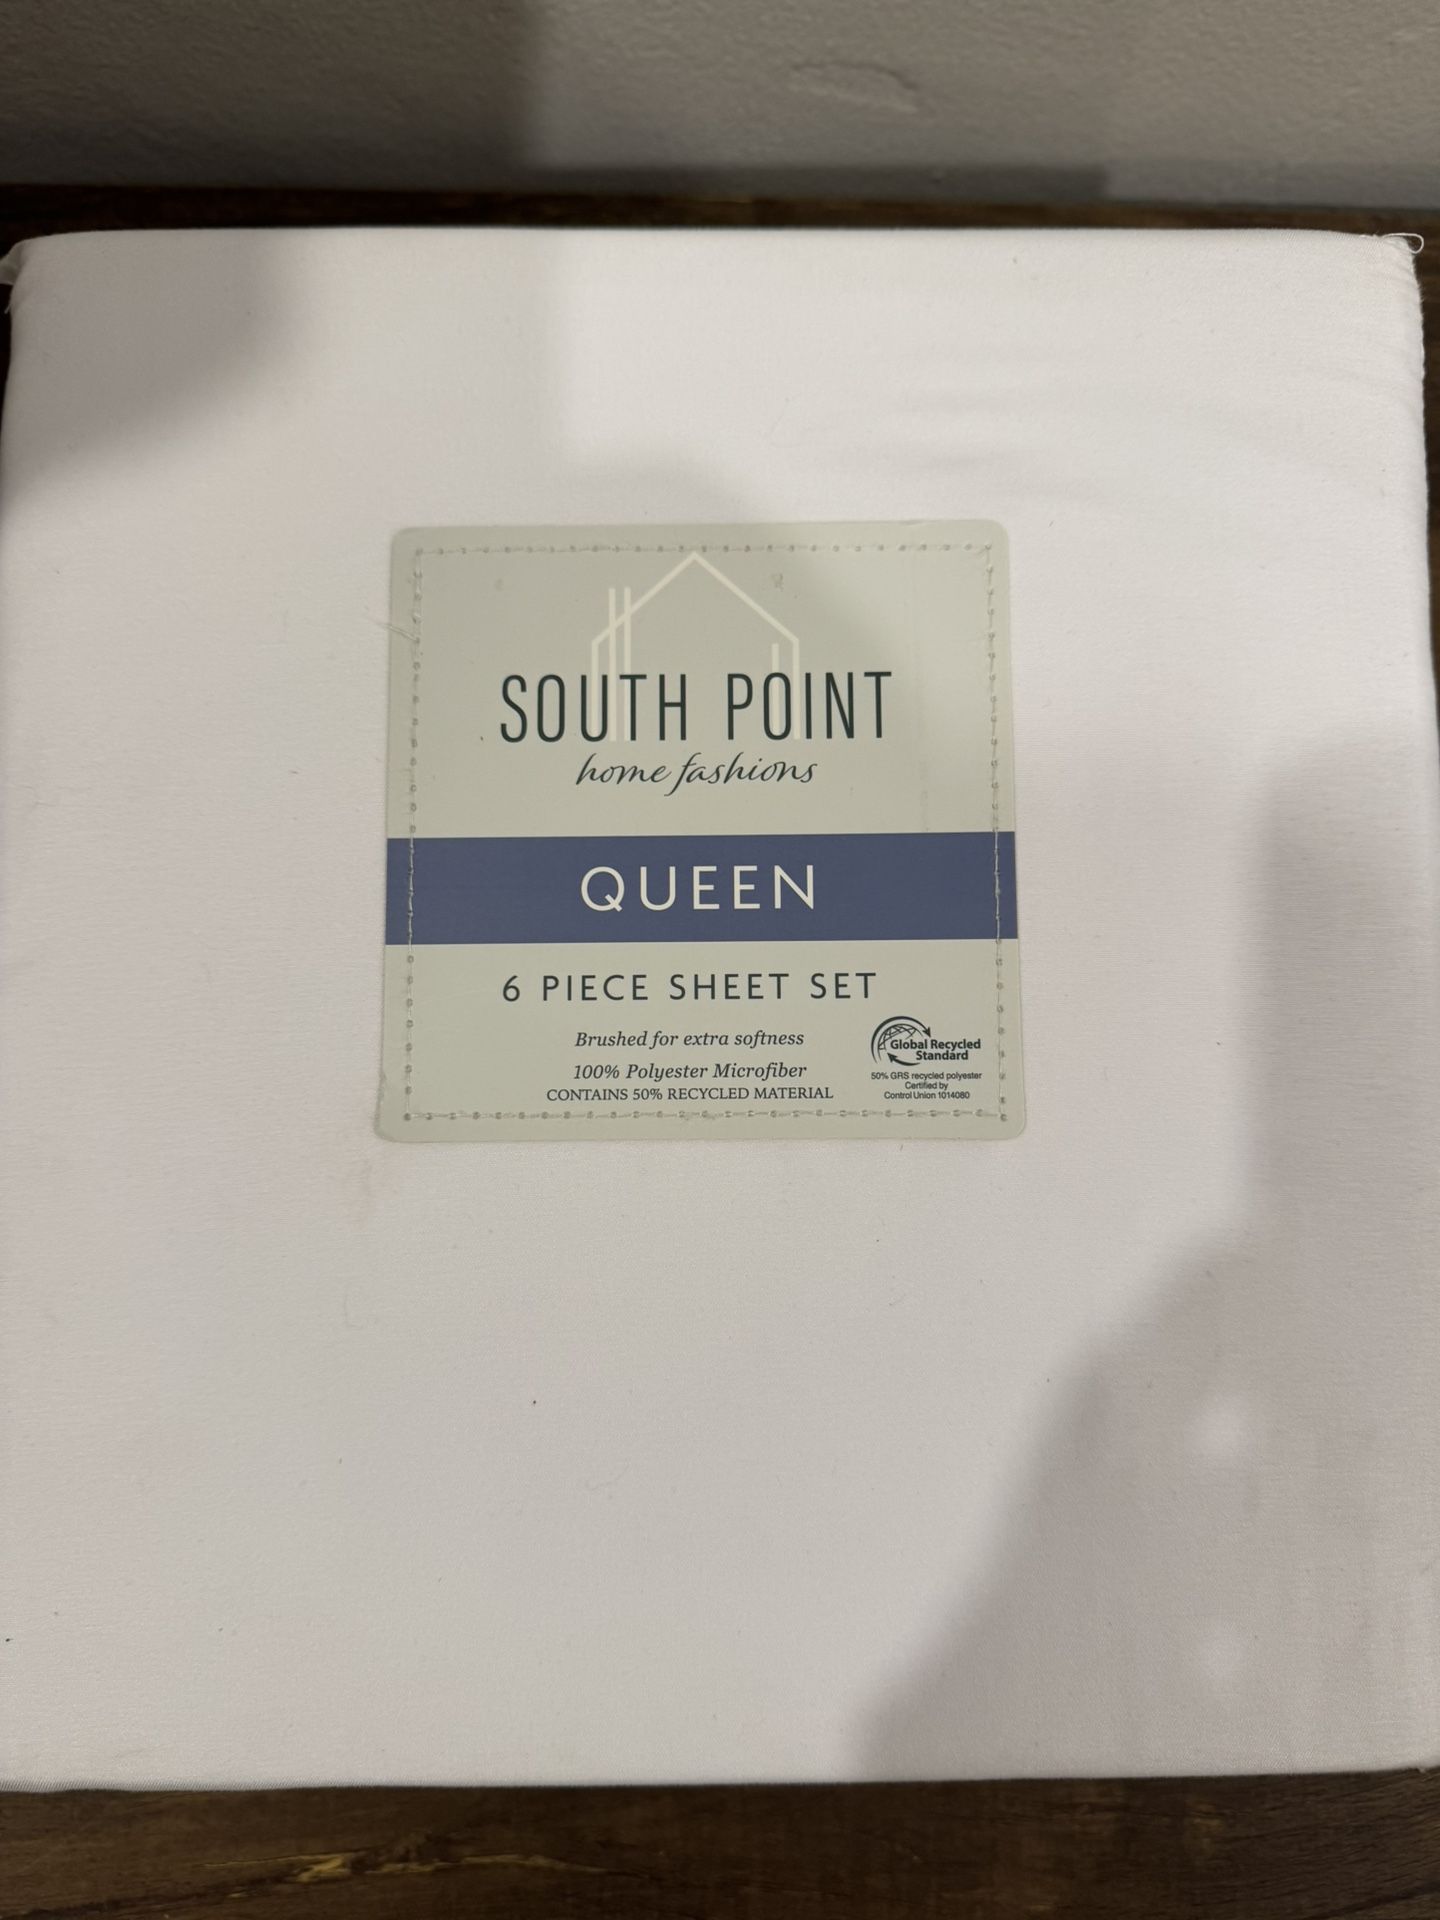 SOUTH POINT
home fashions
QUEEN
6 PIECE SHEET SET
Brushed for extra softness
100% Polyester Microfiber
CONTAINS 50% RECYCLED MATERIAL
Global Recycled
Standard
50% GRS recycled polyester
Certified by
Control Union 1014080